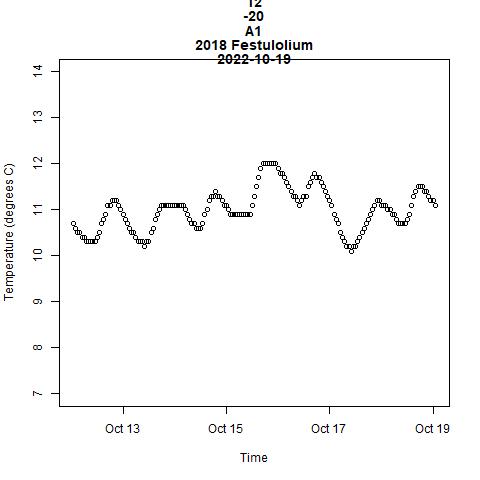 T2
-20
A1
2018 Festulolium
2022-10-19
Temperature (degrees C)
14
13
12
11
10
9
8
7
Oct 13
Oct 15
Oct 17
Oct 19
Time